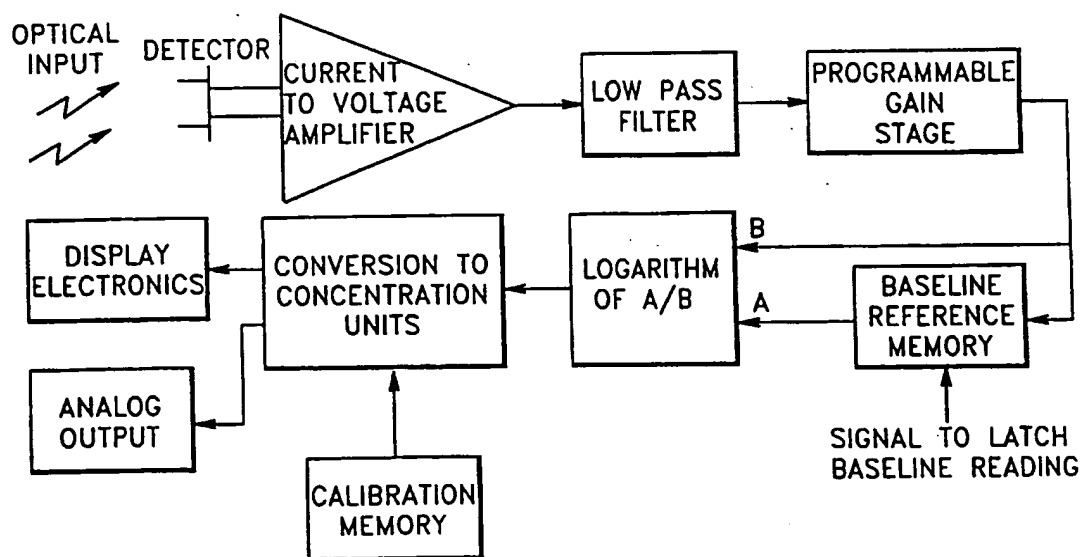 OPTICAL
INPUT
DETECTOR
CURRENT
TO VOLTAGE
AMPLIFIER
LOW PASS
FILTER
PROGRAMMABLE
GAIN
STAGE
DISPLAY
ELECTRONICS
CONVERSION TO
CONCENTRATION
UNITS
LOGARITHM
OF A/B
B
A
BASELINE
REFERENCE
MEMORY
ANALOG
OUTPUT
CALIBRATION
MEMORY
SIGNAL TO LATCH
BASELINE READING